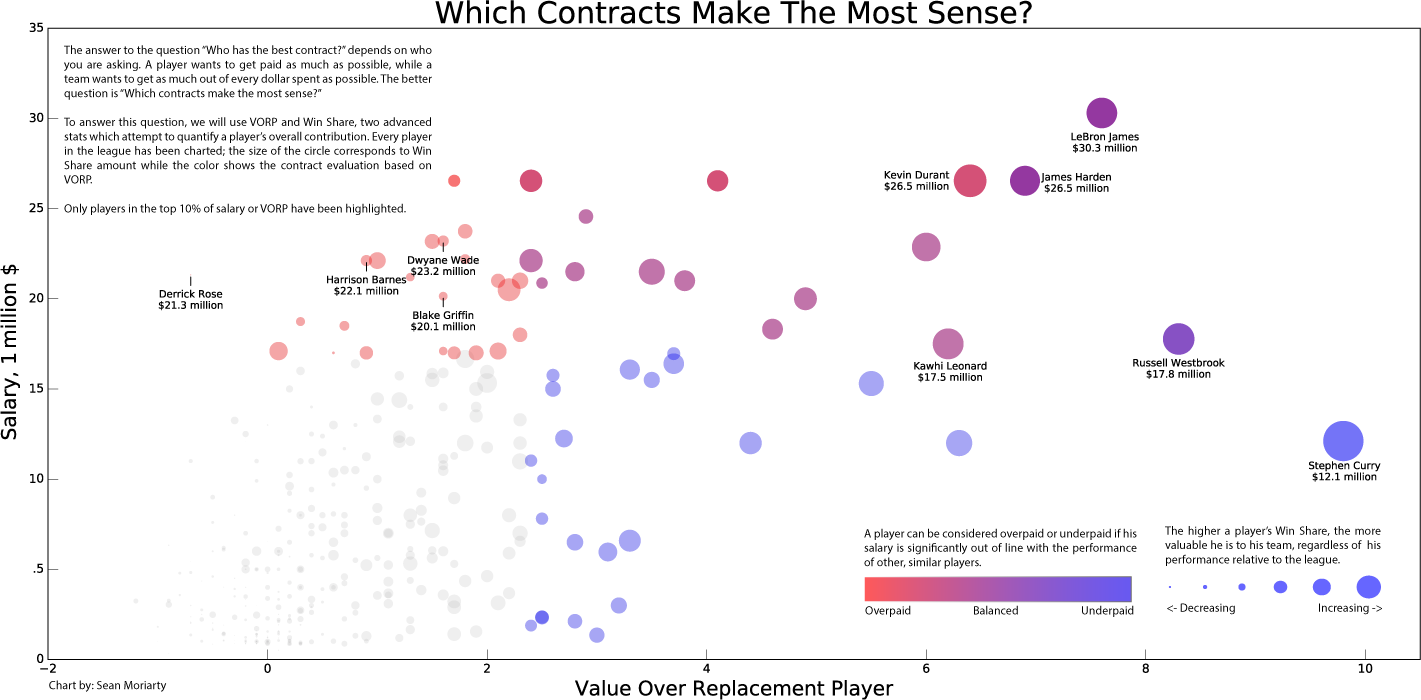 Which Contracts Make The Most Sense?
The answer to the question “Who has the best contract?” depends on who
you are asking. A player wants to get paid as much as possible, while a
team wants to get as much out of every dollar spent as possible. The better
question is “Which contracts make the most sense?”
To answer this question, we will use VORP and Win Share, two advanced
stats which attempt to quantify a player’s overall contribution. Every player
in the league has been charted; the size of the circle corresponds to Win
Share amount while the color shows the contract evaluation based on
VORP.
Only players in the top 10% of salary or VORP have been highlighted.
Salary, 1 million $
35
30
25
20
15
10
.5
0
LeBron James
$30.3 million
Kevin Durant
$26.5 million
James Harden
$26.5 million
Dwyane Wade
$23.2 million
Harrison Barnes
$22.1 million
Derrick Rose
$21.3 million
Blake Griffin
$20.1 million
Kawhi Leonard
$17.5 million
Russell Westbrook
$17.8 million
Stephen Curry
$12.1 million
A player can be considered overpaid or underpaid if his
salary is significantly out of line with the performance
of other, similar players.
Overpaid
Balanced
Underpaid
The higher a player’s Win Share, the more
valuable he is to his team, regardless of his
performance relative to the league.
<- Decreasing
Increasing ->
−2
0
2
4
6
8
10
Value Over Replacement Player
Chart by: Sean Moriarty